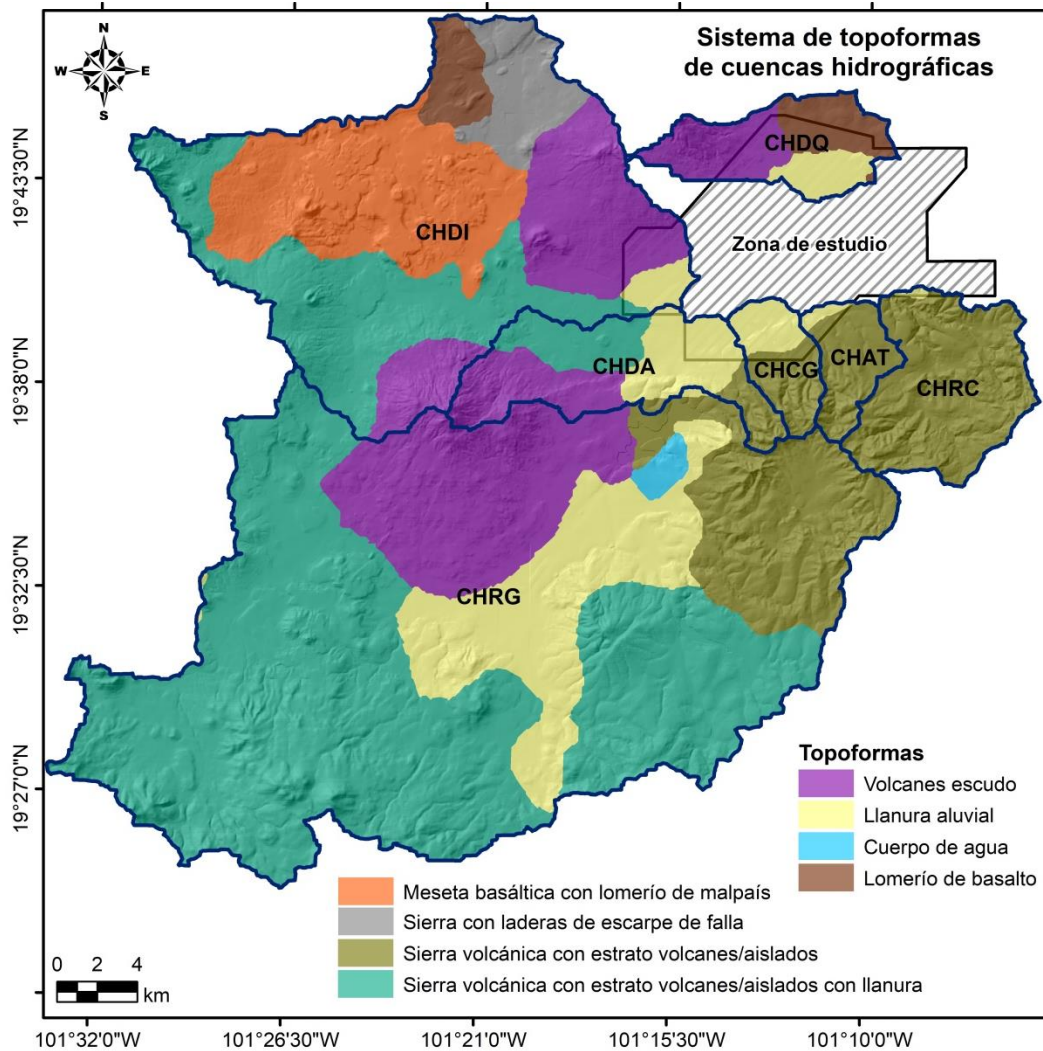 Sistema de topoformas
de cuencas hidrográficas
N
W
E
S
19°43'30"N
19°38'0"N
19°32'30"N
19°27'0"N
CHDQ
CHDI
Zona de estudio
CHDA
CHCG
CHAT
CHRC
CHRG
Topoformas
Volcanes escudo
Llanura aluvial
Cuerpo de agua
Lomerío de basalto
Meseta basáltica con lomerío de malpaís
Sierra con laderas de escarpe de falla
Sierra volcánica con estrato volcanes/aislados
Sierra volcánica con estrato volcanes/aislados con llanura
0 2 4
km
101°32'0"W 101°26'30"W 101°21'0"W 101°15'30"W 101°10'0"W